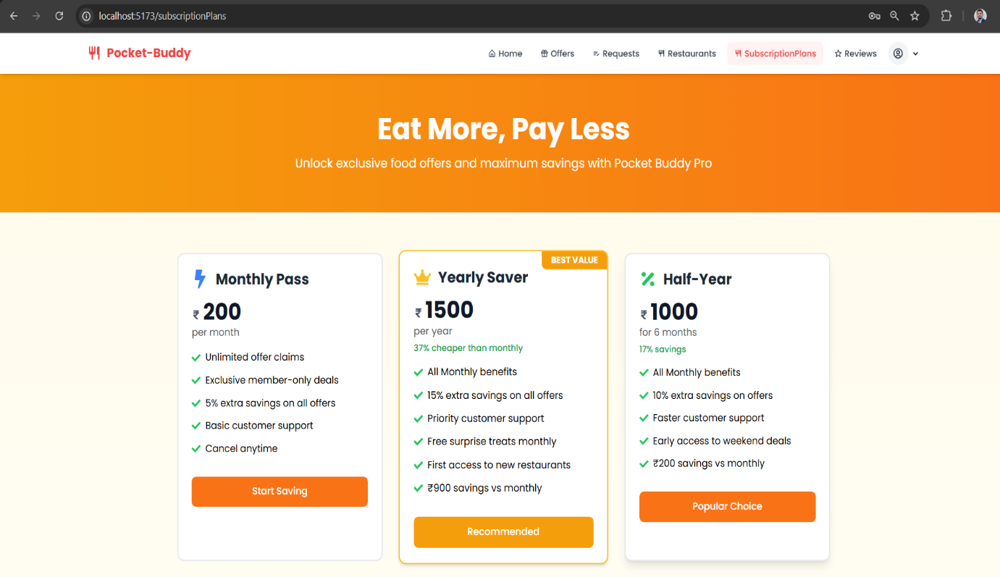 localhost:5173/subscriptionPlans
Pocket-Buddy
Home
Offers
Requests
Restaurants
SubscriptionPlans
Reviews
Eat More, Pay Less
Unlock exclusive food offers and maximum savings with Pocket Buddy Pro
Monthly Pass
₹ 200
per month
Unlimited offer claims
Exclusive member-only deals
5% extra savings on all offers
Basic customer support
Cancel anytime
Start Saving
BEST VALUE
Yearly Saver
₹ 1500
per year
37% cheaper than monthly
All Monthly benefits
15% extra savings on all offers
Priority customer support
Free surprise treats monthly
First access to new restaurants
₹900 savings vs monthly
Recommended
Half-Year
₹ 1000
for 6 months
17% savings
All Monthly benefits
10% extra savings on offers
Faster customer support
Early access to weekend deals
₹200 savings vs monthly
Popular Choice